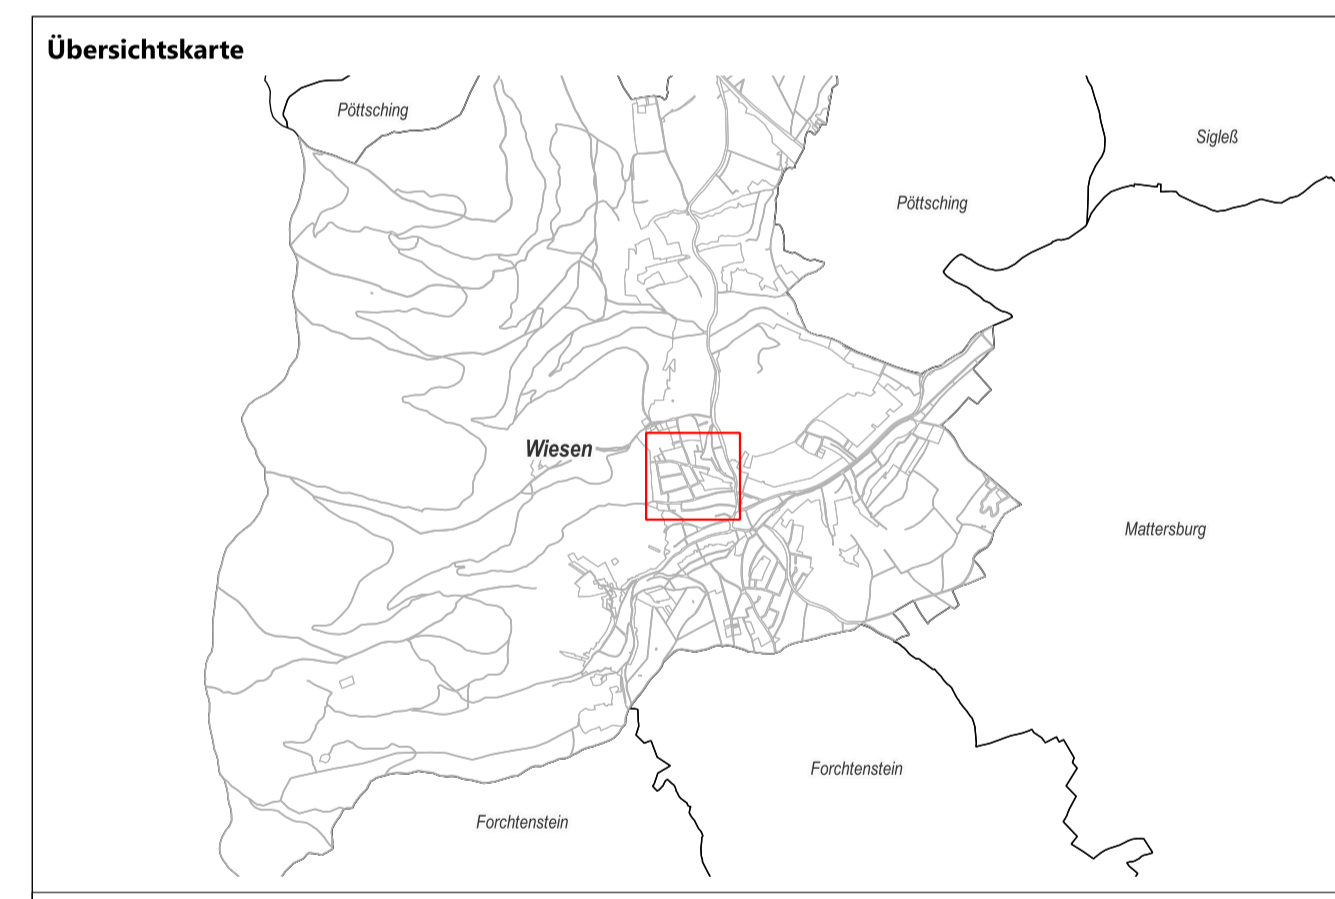 Übersichtskarte
Pöttsching
Sigleß
Pöttsching
Wiesen
Mattersburg
Forchtenstein
Forchtenstein